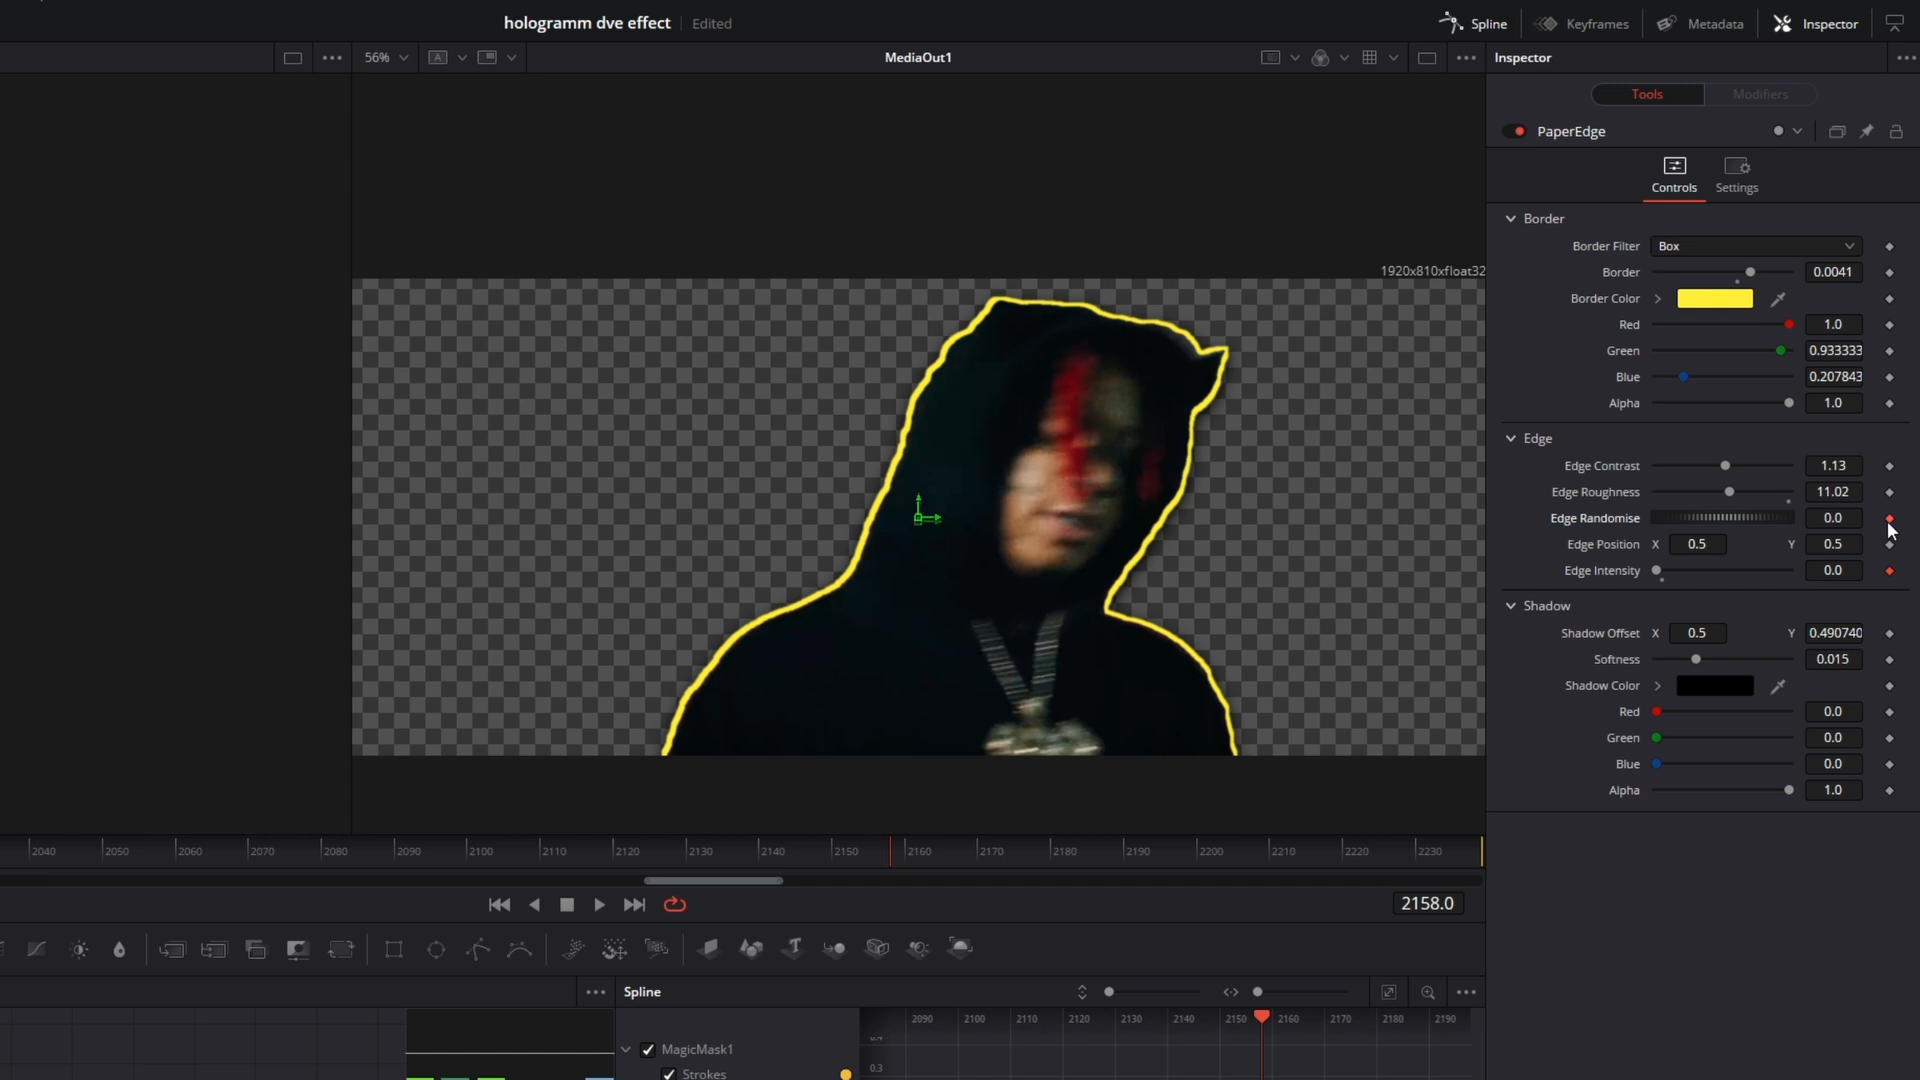 hologramm dve effect Edited
Spline Keyframes Metadata Inspector
56% A MediaOut1 Inspector
Tools Modifiers
PaperEdge
Controls Settings
Border
Border Filter Box
1920x810xfloat32
Border 0.0041
Border Color
Red 1.0
Green 0.933333
Blue 0.207843
Alpha 1.0
Edge
Edge Contrast 1.13
Edge Roughness 11.02
Edge Randomise 0.0
Edge Position X 0.5 Y 0.5
Edge Intensity 0.0
Shadow
Shadow Offset X 0.5 Y 0.490740
Softness 0.015
Shadow Color
Red 0.0
Green 0.0
Blue 0.0
Alpha 1.0
2040 2050 2060 2070 2080 2090 2100 2110 2120 2130 2140 2150 2160 2170 2180 2190 2200 2210 2220 2230
2158.0
T
Spline
2090 2100 2110 2120 2130 2140 2150 2160 2170 2180 2190
MagicMask1
0.3
Strokes